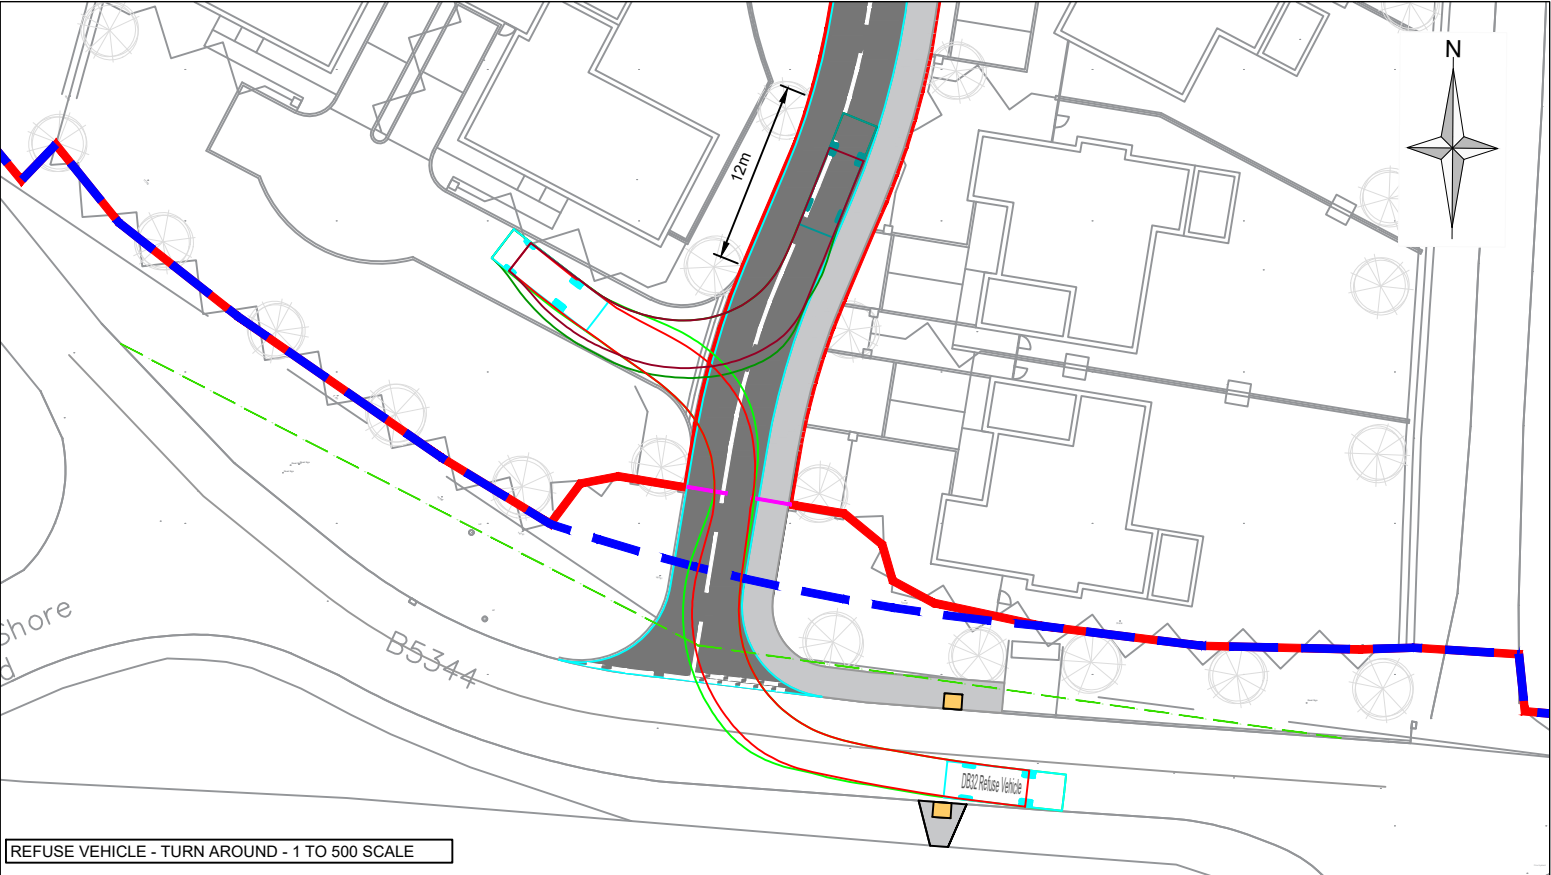 N
12m
Shore
d
B5344
DB32 Refuse Vehicle
REFUSE VEHICLE - TURN AROUND - 1 TO 500 SCALE